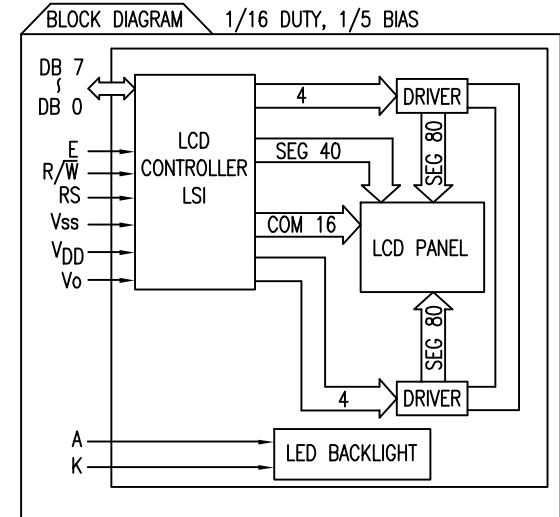 BLOCK DIAGRAM 1/16 DUTY, 1/5 BIAS
DB 7
~
DB 0
E
R/W̅
RS
Vss
VDD
Vo
A
K
LCD
CONTROLLER
LSI
4
SEG 40
COM 16
4
DRIVER
SEG 80
LCD PANEL
SEG 80
DRIVER
LED BACKLIGHT